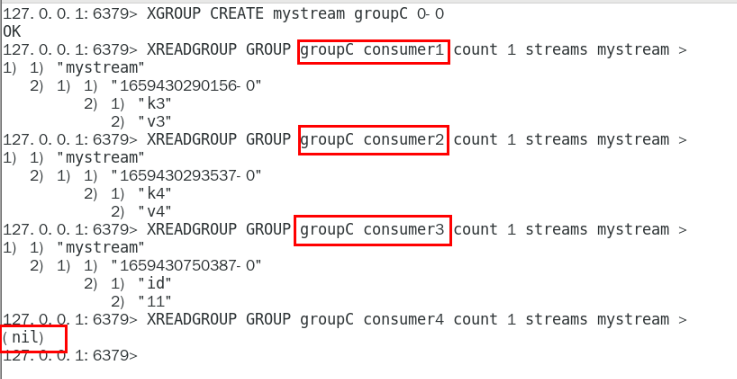 127.0.0.1:6379> XGROUP CREATE mystream groupC 0-0
OK
127.0.0.1:6379> XREADGROUP GROUP groupC consumer1 count 1 streams mystream >
1) 1) "mystream"
   2) 1) 1) "1659430290156-0"
         2) 1) "k3"
            2) "v3"
127.0.0.1:6379> XREADGROUP GROUP groupC consumer2 count 1 streams mystream >
1) 1) "mystream"
   2) 1) 1) "1659430293537-0"
         2) 1) "k4"
            2) "v4"
127.0.0.1:6379> XREADGROUP GROUP groupC consumer3 count 1 streams mystream >
1) 1) "mystream"
   2) 1) 1) "1659430750387-0"
         2) 1) "id"
            2) "11"
127.0.0.1:6379> XREADGROUP GROUP groupC consumer4 count 1 streams mystream >
(nil)
127.0.0.1:6379>